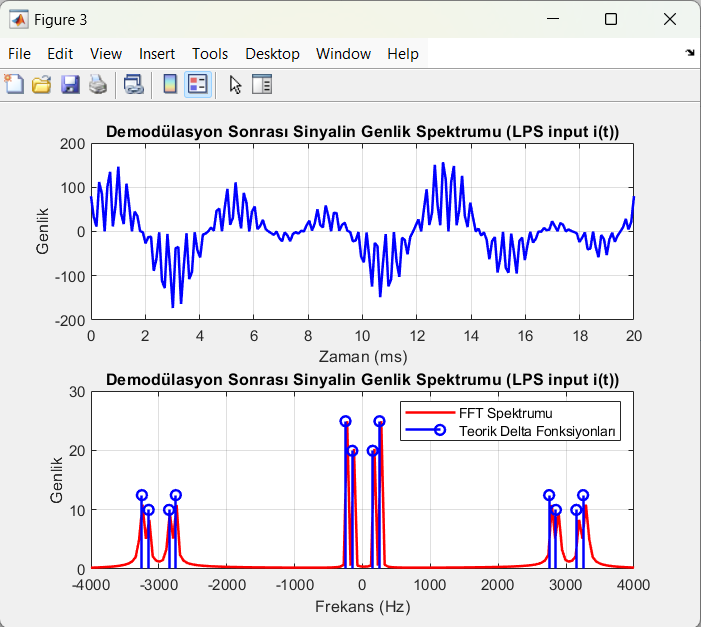 Figure 3
File Edit View Insert Tools Desktop Window Help
Demodülasyon Sonrası Sinyalin Genlik Spektrumu (LPS input i(t))
200
100
0
-100
-200
Genlik
0 2 4 6 8 10 12 14 16 18 20
Zaman (ms)
Demodülasyon Sonrası Sinyalin Genlik Spektrumu (LPS input i(t))
30
20
10
0
Genlik
FFT Spektrumu
Teorik Delta Fonksiyonları
-4000 -3000 -2000 -1000 0 1000 2000 3000 4000
Frekans (Hz)